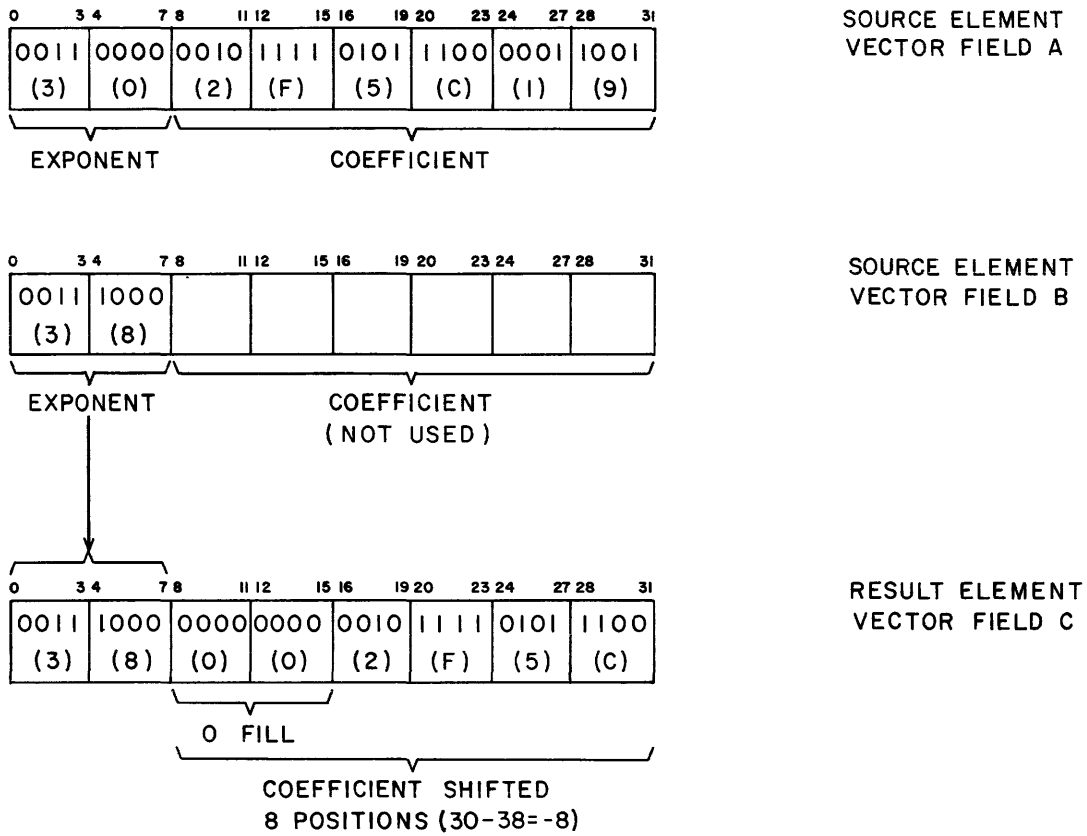 0 3 4 7 8 11 12 15 16 19 20 23 24 27 28 31
SOURCE ELEMENT
VECTOR FIELD A
0011 0000 0010 1111 0101 1100 0001 1001
(3) (0) (2) (F) (5) (C) (1) (9)
EXPONENT COEFFICIENT
0 3 4 7 8 11 12 15 16 19 20 23 24 27 28 31
SOURCE ELEMENT
VECTOR FIELD B
0011 1000
(3) (8)
EXPONENT COEFFICIENT
(NOT USED)
0 3 4 7 8 11 12 15 16 19 20 23 24 27 28 31
RESULT ELEMENT
VECTOR FIELD C
0011 1000 0000 0000 0010 1111 0101 1100
(3) (8) (0) (0) (2) (F) (5) (C)
0 FILL
COEFFICIENT SHIFTED
8 POSITIONS (30-38=-8)